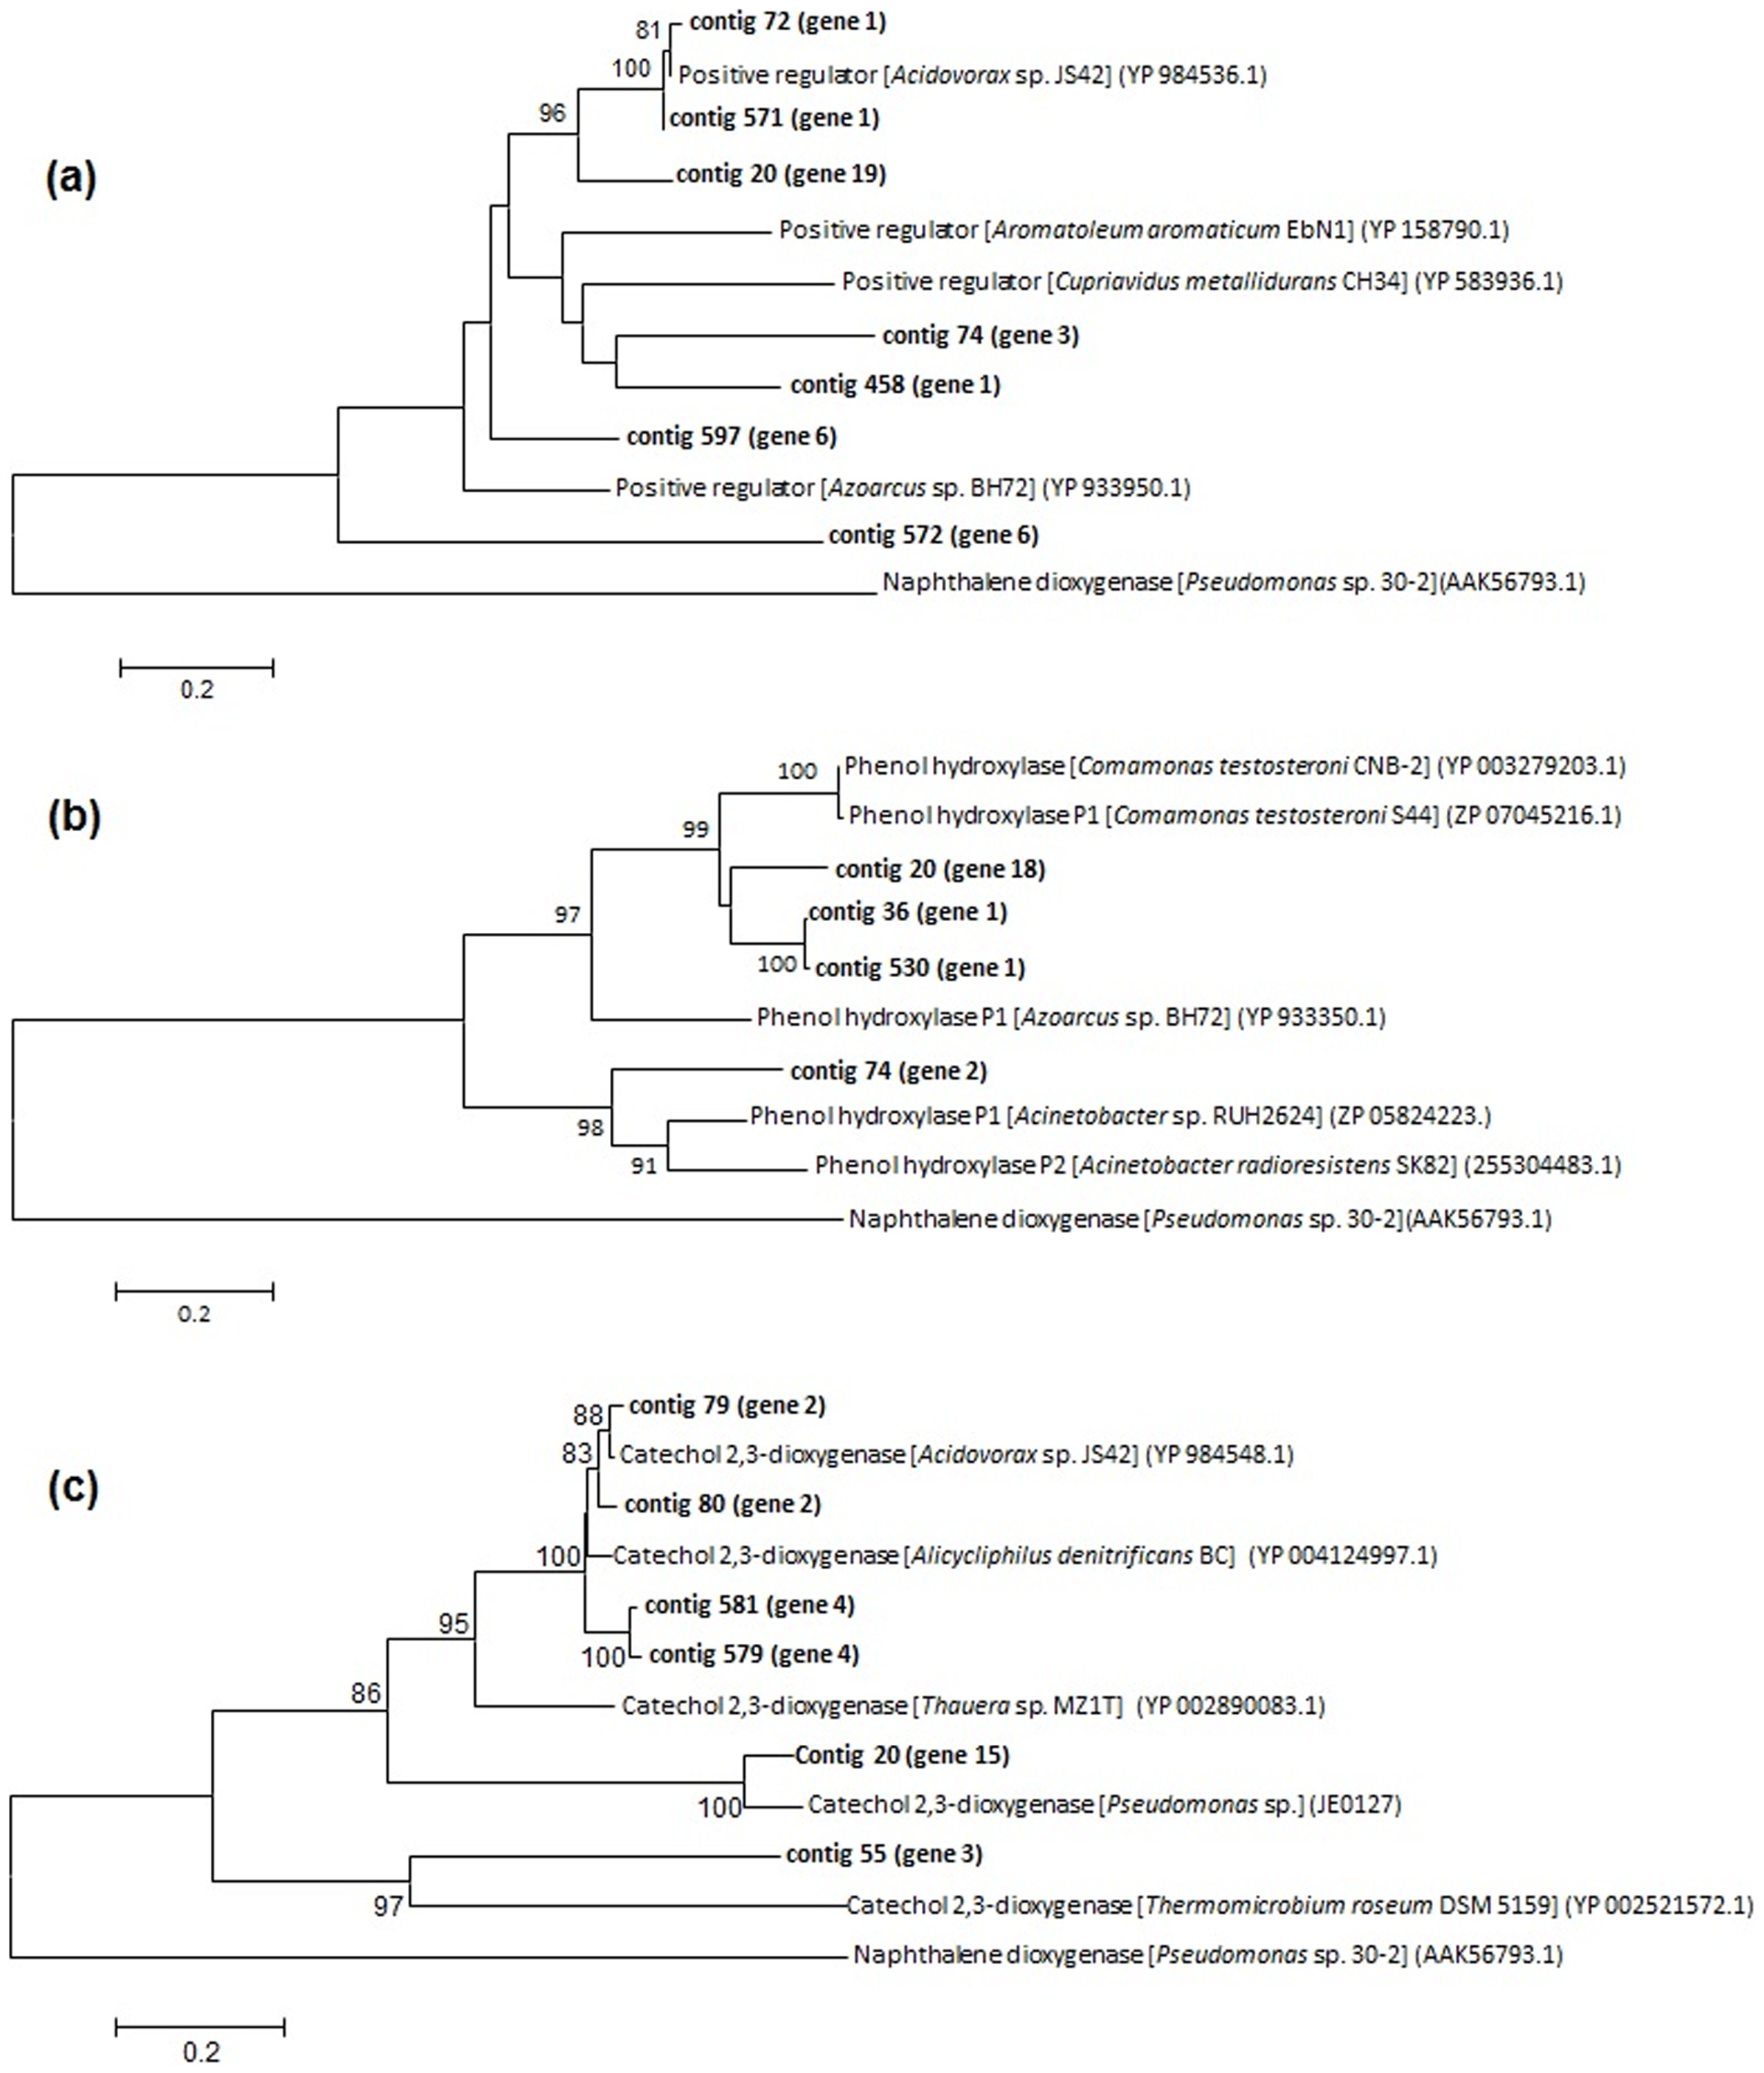 81 contig 72 (gene 1)
100 Positive regulator [Acidovorax sp. JS42] (YP 984536.1)
contig 571 (gene 1)
96
contig 20 (gene 19)
(a)
Positive regulator [Aromatoleum aromaticum EbN1] (YP 158790.1)
Positive regulator [Cupriavidus metallidurans CH34] (YP 583936.1)
contig 74 (gene 3)
contig 458 (gene 1)
contig 597 (gene 6)
Positive regulator [Azoarcus sp. BH72] (YP 933950.1)
contig 572 (gene 6)
Naphthalene dioxygenase [Pseudomonas sp. 30-2](AAK56793.1)
0.2
100 Phenol hydroxylase [Comamonas testosteroni CNB-2] (YP 003279203.1)
(b)
Phenol hydroxylase P1 [Comamonas testosteroni S44] (ZP 07045216.1)
99
contig 20 (gene 18)
97 contig 36 (gene 1)
100 contig 530 (gene 1)
Phenol hydroxylase P1 [Azoarcus sp. BH72] (YP 933350.1)
contig 74 (gene 2)
98 Phenol hydroxylase P1 [Acinetobacter sp. RUH2624] (ZP 05824223.)
91 Phenol hydroxylase P2 [Acinetobacter radioresistens SK82] (255304483.1)
Naphthalene dioxygenase [Pseudomonas sp. 30-2](AAK56793.1)
0.2
88 contig 79 (gene 2)
83 Catechol 2,3-dioxygenase [Acidovorax sp. JS42] (YP 984548.1)
(c)
contig 80 (gene 2)
100 Catechol 2,3-dioxygenase [Alicycliphilus denitrificans BC] (YP 004124997.1)
contig 581 (gene 4)
95
100 contig 579 (gene 4)
86 Catechol 2,3-dioxygenase [Thauera sp. MZ1T] (YP 002890083.1)
Contig 20 (gene 15)
100 Catechol 2,3-dioxygenase [Pseudomonas sp.] (JE0127)
contig 55 (gene 3)
97 Catechol 2,3-dioxygenase [Thermomicrobium roseum DSM 5159] (YP 002521572.1)
Naphthalene dioxygenase [Pseudomonas sp. 30-2] (AAK56793.1)
0.2